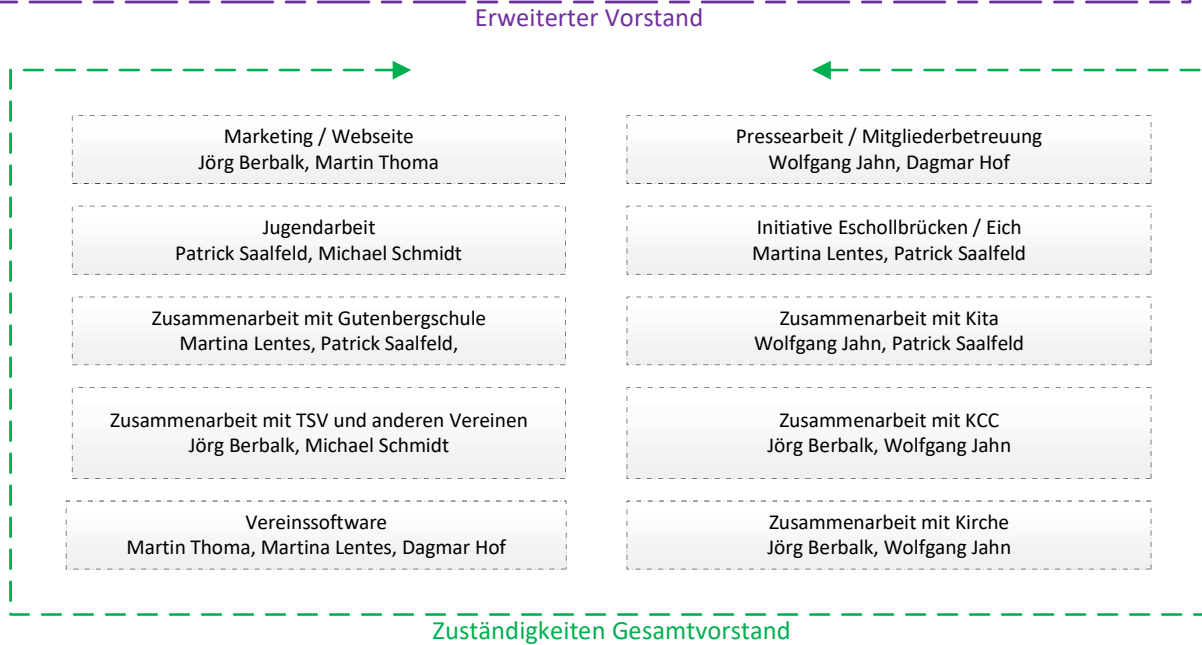 Erweiterter Vorstand
Marketing / Webseite
Jörg Berbalk, Martin Thoma
Jugendarbeit
Patrick Saalfeld, Michael Schmidt
Zusammenarbeit mit Gutenbergschule
Martina Lentes, Patrick Saalfeld,
Zusammenarbeit mit TSV und anderen Vereinen
Jörg Berbalk, Michael Schmidt
Vereinssoftware
Martin Thoma, Martina Lentes, Dagmar Hof
Pressearbeit / Mitgliederbetreuung
Wolfgang Jahn, Dagmar Hof
Initiative Eschollbrücken / Eich
Martina Lentes, Patrick Saalfeld
Zusammenarbeit mit Kita
Wolfgang Jahn, Patrick Saalfeld
Zusammenarbeit mit KCC
Jörg Berbalk, Wolfgang Jahn
Zusammenarbeit mit Kirche
Jörg Berbalk, Wolfgang Jahn
Zuständigkeiten Gesamtvorstand